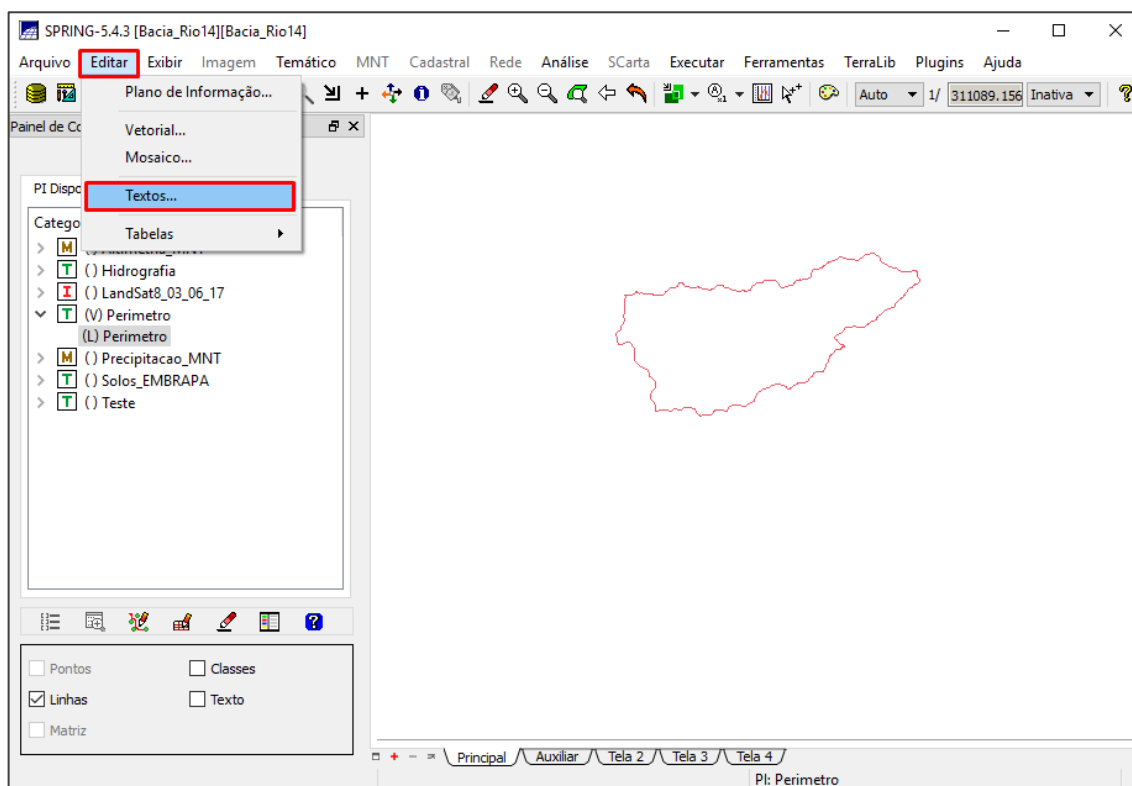 SPRING-5.4.3 [Bacia_Rio14][Bacia_Rio14]
Arquivo Editar Exibir Imagem Temático MNT Cadastral Rede Análise SCarta Executar Ferramentas TerraLib Plugins Ajuda
Plano de Informação... Auto 1/ 311089.156 Inativa
Painel de Co
Vetorial...
Mosaico...
PI Dispo
Textos...
Catego
Tabelas
M
T () Hidrografia
I () LandSat8_03_06_17
T (V) Perimetro
(L) Perimetro
M () Precipitacao_MNT
T () Solos_EMBRAPA
T () Teste
Pontos Classes
Linhas Texto
Matriz
Principal Auxiliar Tela 2 Tela 3 Tela 4
PI: Perimetro